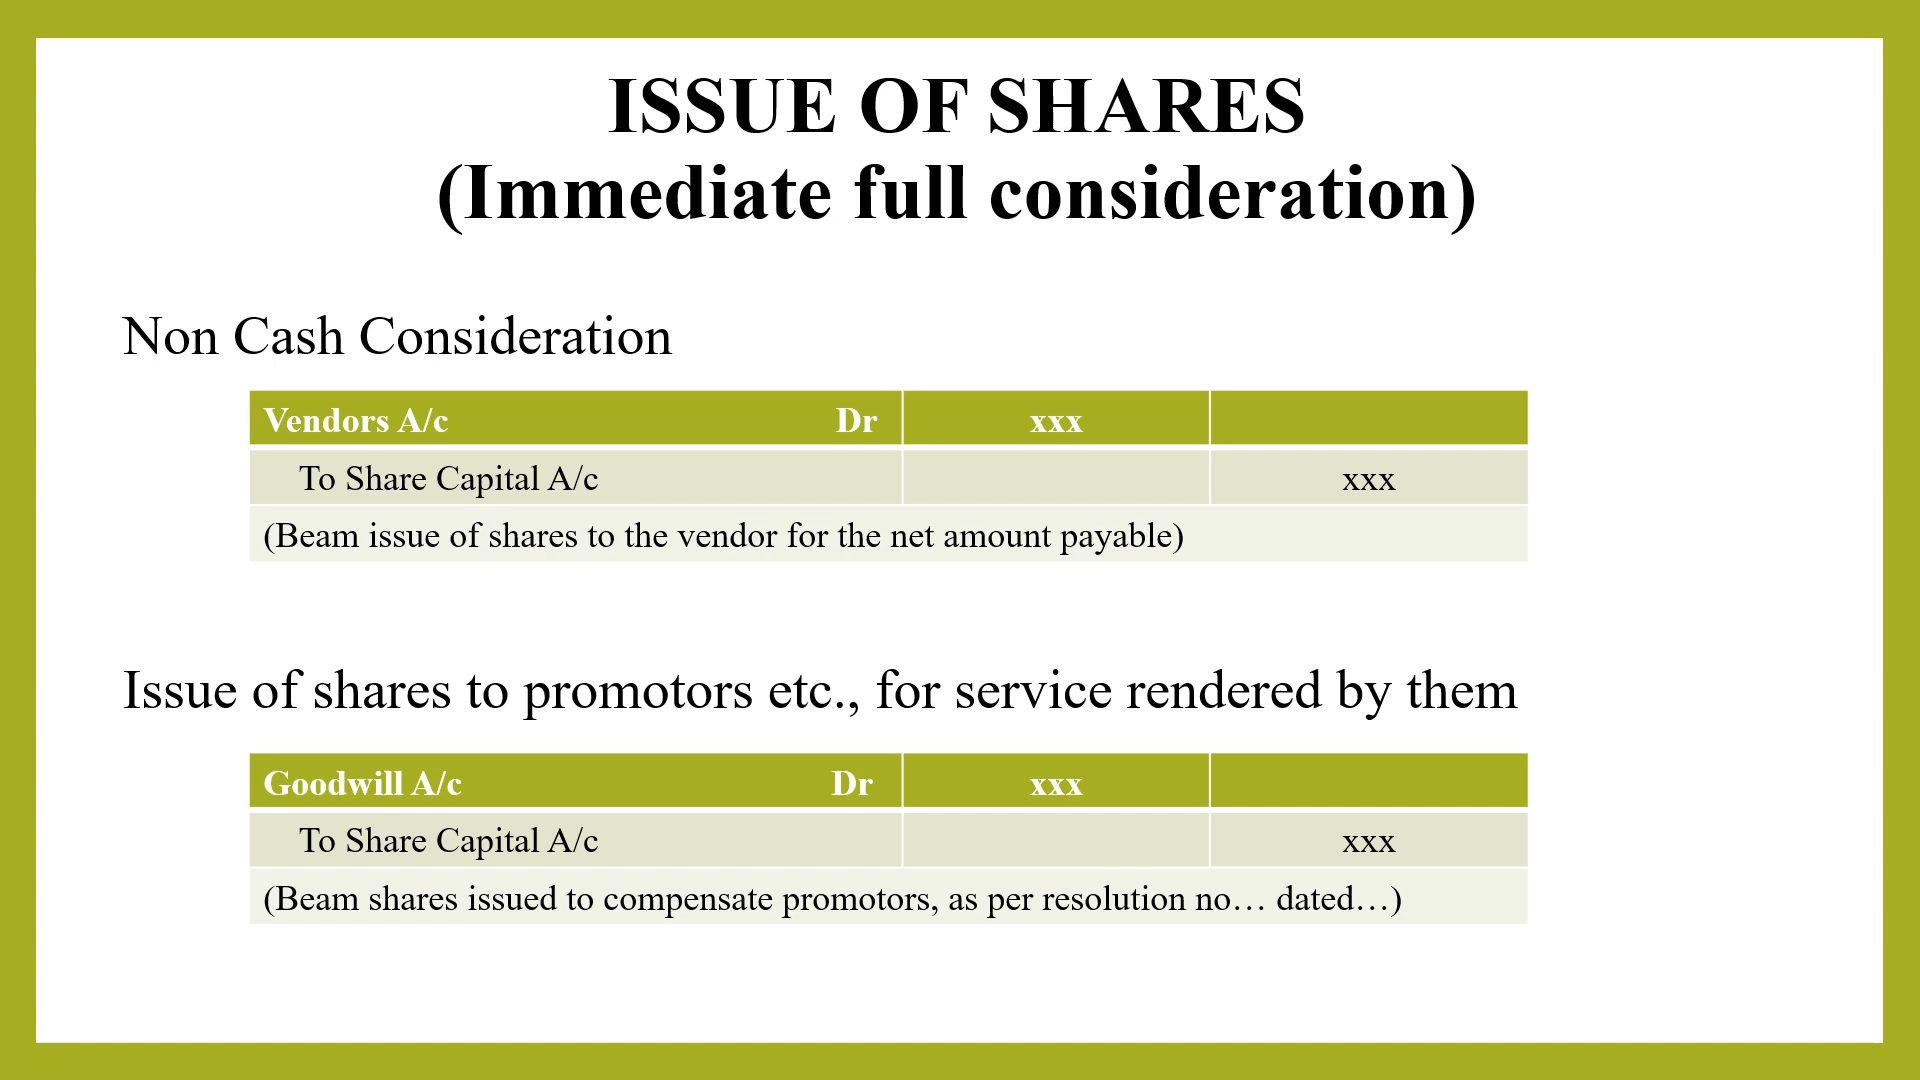 ISSUE OF SHARES
(Immediate full consideration)
Non Cash Consideration
Vendors A/c Dr xxx
To Share Capital A/c xxx
(Beam issue of shares to the vendor for the net amount payable)
Issue of shares to promotors etc., for service rendered by them
Goodwill A/c Dr xxx
To Share Capital A/c xxx
(Beam shares issued to compensate promotors, as per resolution no… dated…)